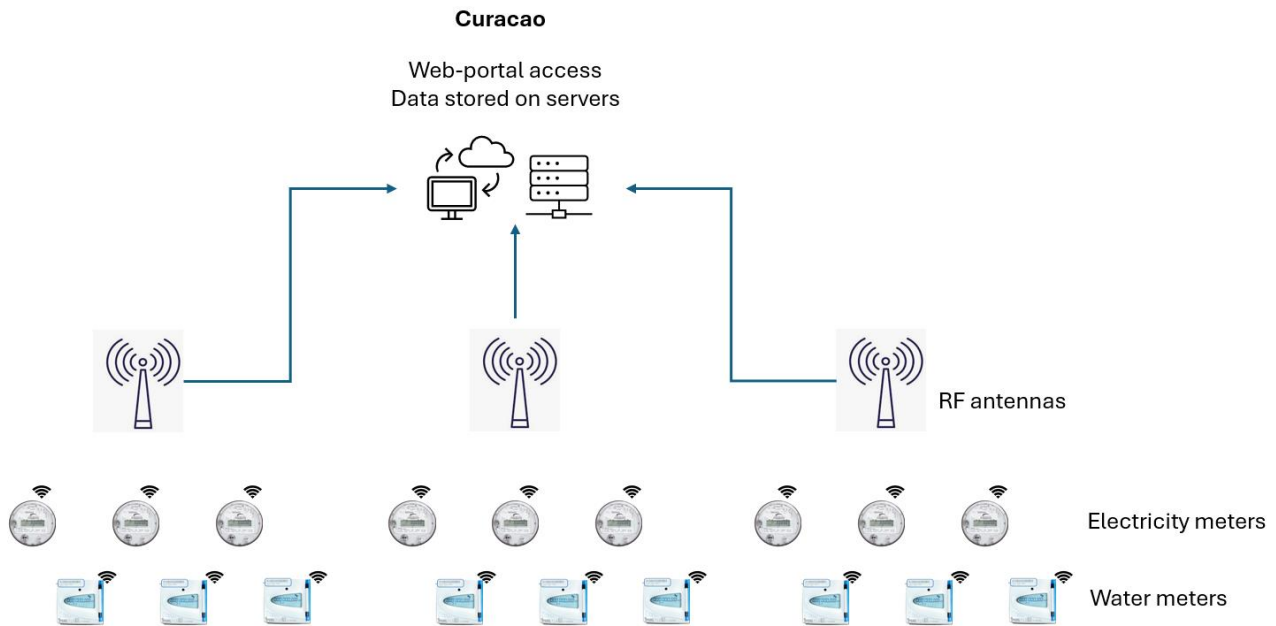 Curacao
Web-portal access
Data stored on servers
RF antennas
Electricity meters
Water meters